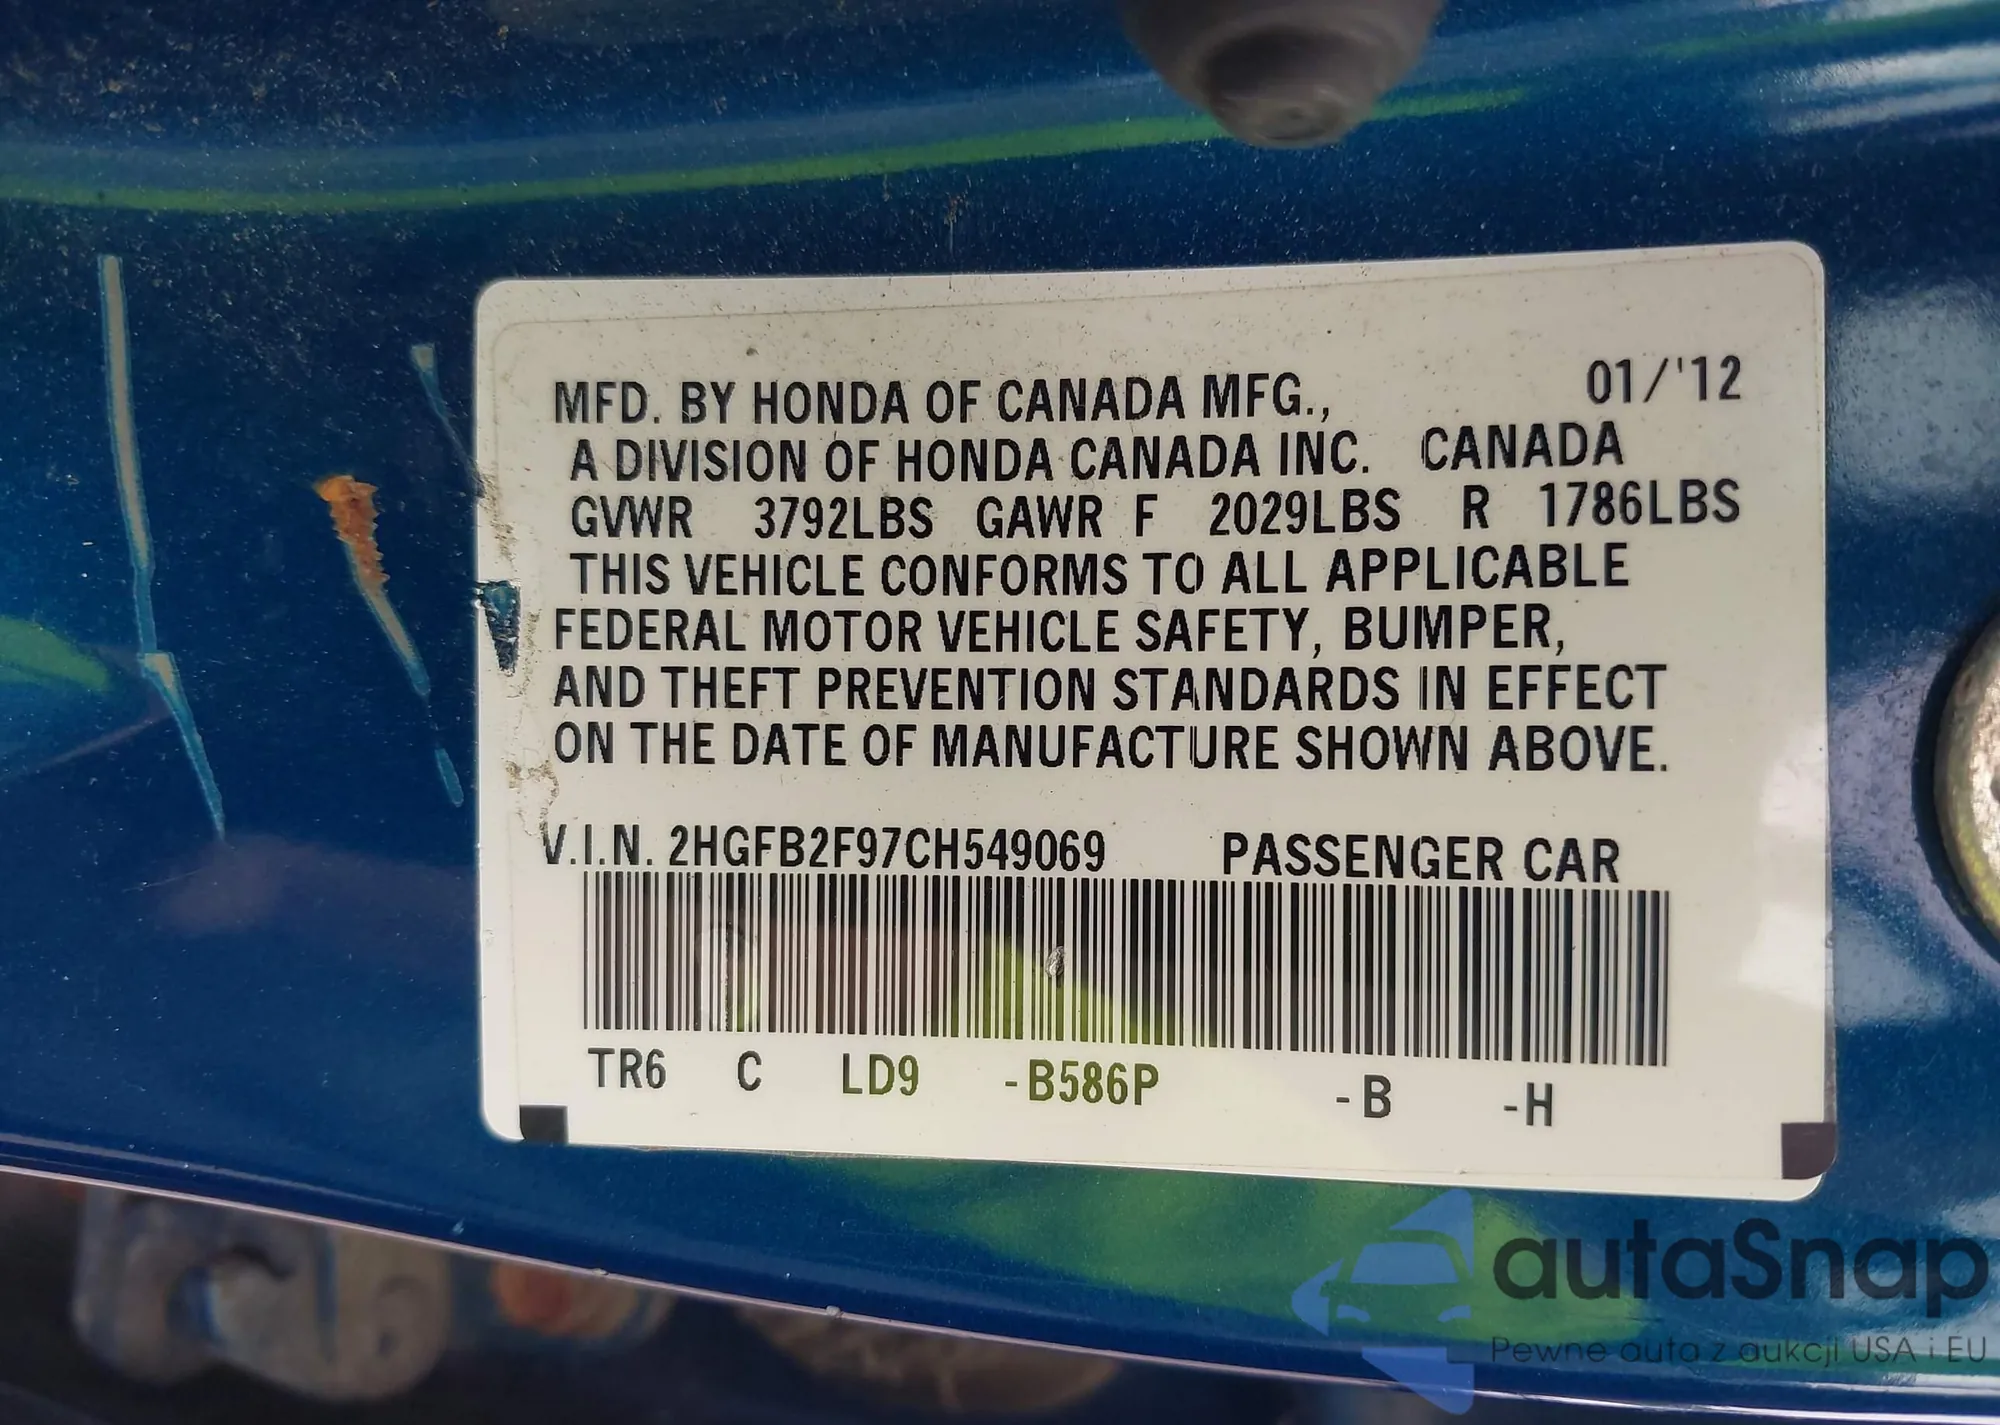 MFD. BY HONDA OF CANADA MFG., 01/'12
A DIVISION OF HONDA CANADA INC. CANADA
GVWR 3792LBS GAWR F 2029LBS R 1786LBS
THIS VEHICLE CONFORMS TO ALL APPLICABLE
FEDERAL MOTOR VEHICLE SAFETY, BUMPER,
AND THEFT PREVENTION STANDARDS IN EFFECT
ON THE DATE OF MANUFACTURE SHOWN ABOVE.
V.I.N. 2HGFB2F97CH549069 PASSENGER CAR
TR6 C LD9 -B586P -B -H
autaSnap
Pewne auta z aukcji USA i EU